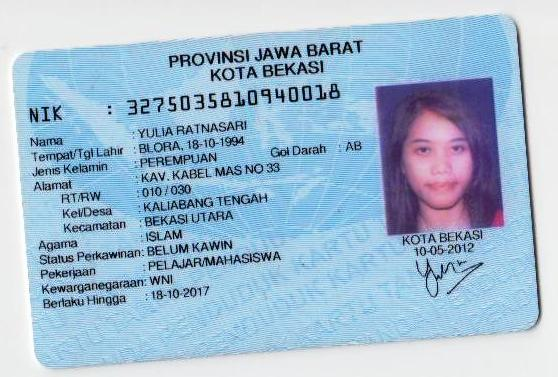 PROVINSI JAWA BARAT
KOTA BEKASI
NIK : 3275035810940018
Nama : YULIA RATNASARI
Tempat/Tgl Lahir : BLORA, 18-10-1994
Jenis Kelamin : PEREMPUAN Gol Darah : AB
Alamat : KAV. KABEL MAS NO 33
RT/RW : 010 / 030
Kel/Desa : KALIABANG TENGAH
Kecamatan : BEKASI UTARA
Agama : ISLAM
Status Perkawinan: BELUM KAWIN
Pekerjaan : PELAJAR/MAHASISWA
Kewarganegaraan: WNI
Berlaku Hingga : 18-10-2017
KOTA BEKASI
10-05-2012